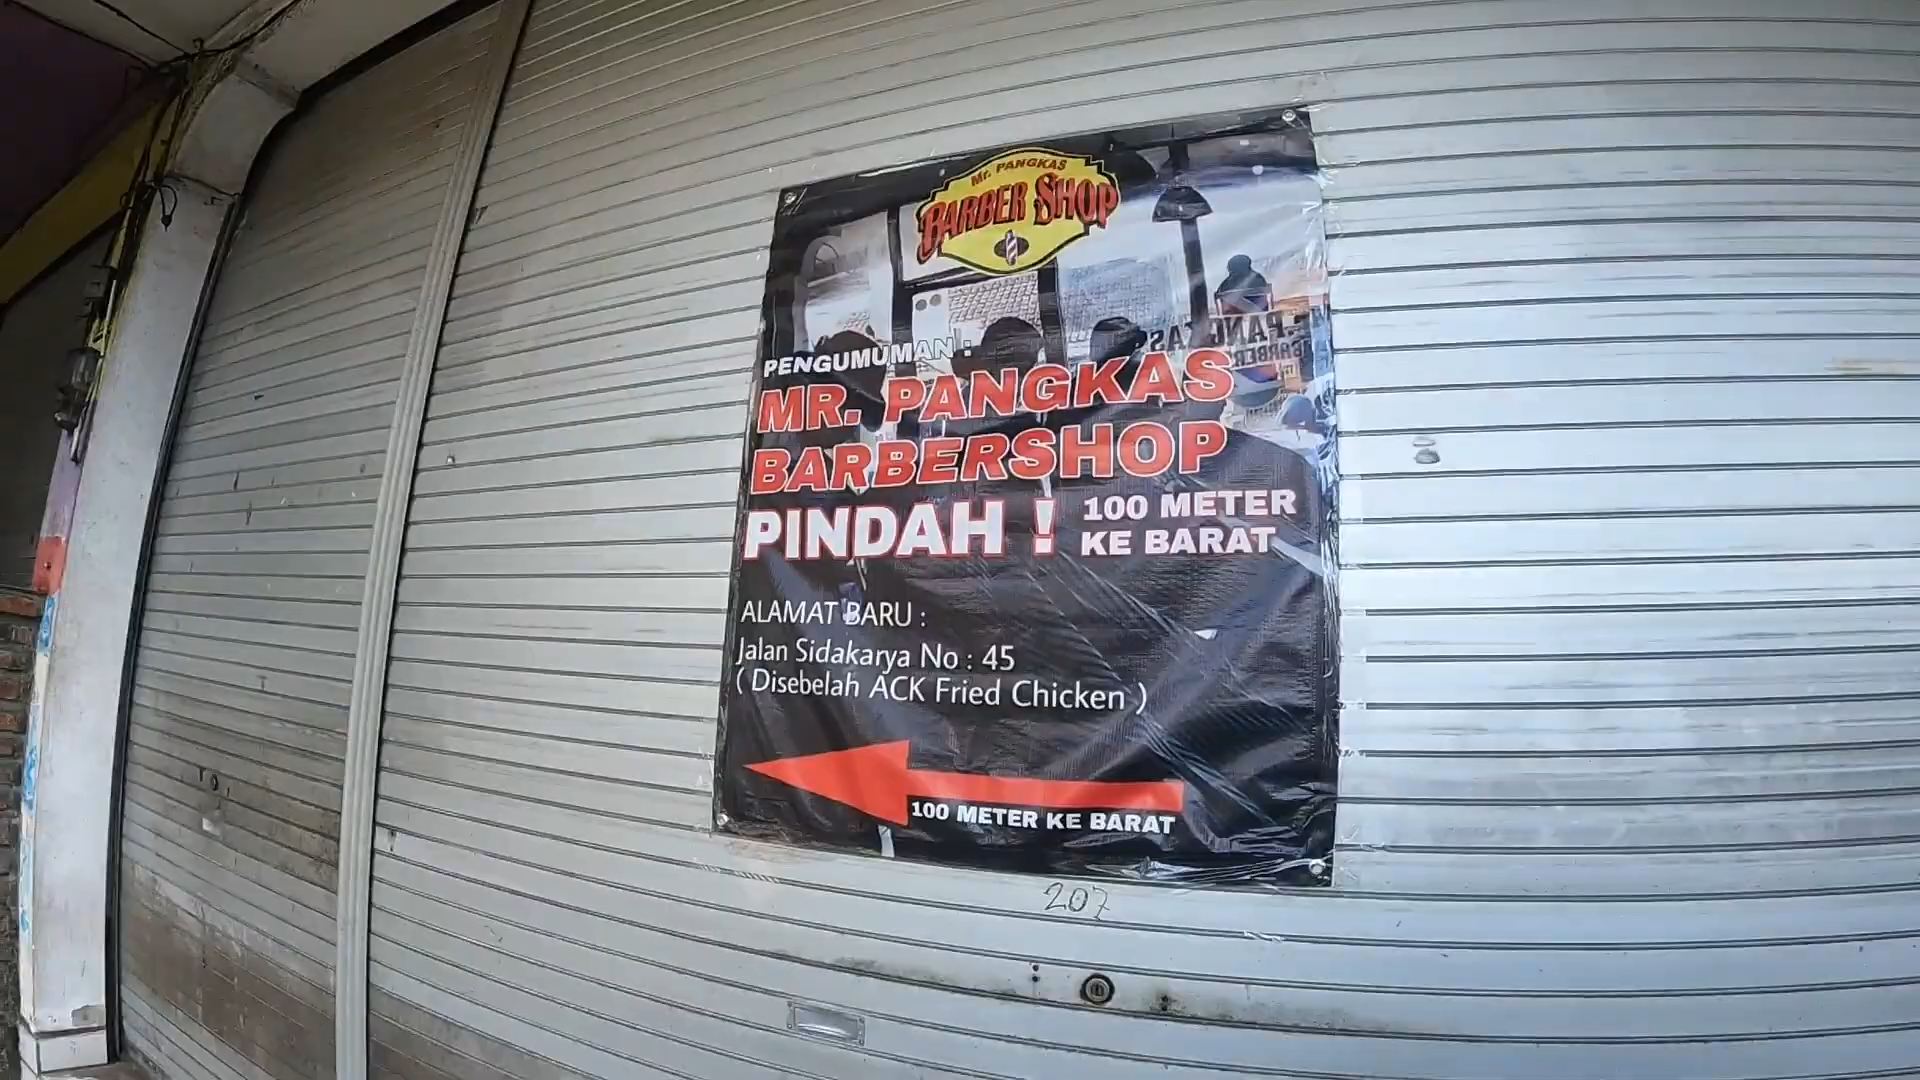 Mr. PANGKAS
BARBER SHOP
PENGUMUMAN :
MR. PANGKAS
BARBERSHOP
PINDAH !
100 METER
KE BARAT
ALAMAT BARU :
Jalan Sidakarya No : 45
( Disebelah ACK Fried Chicken )
100 METER KE BARAT
207